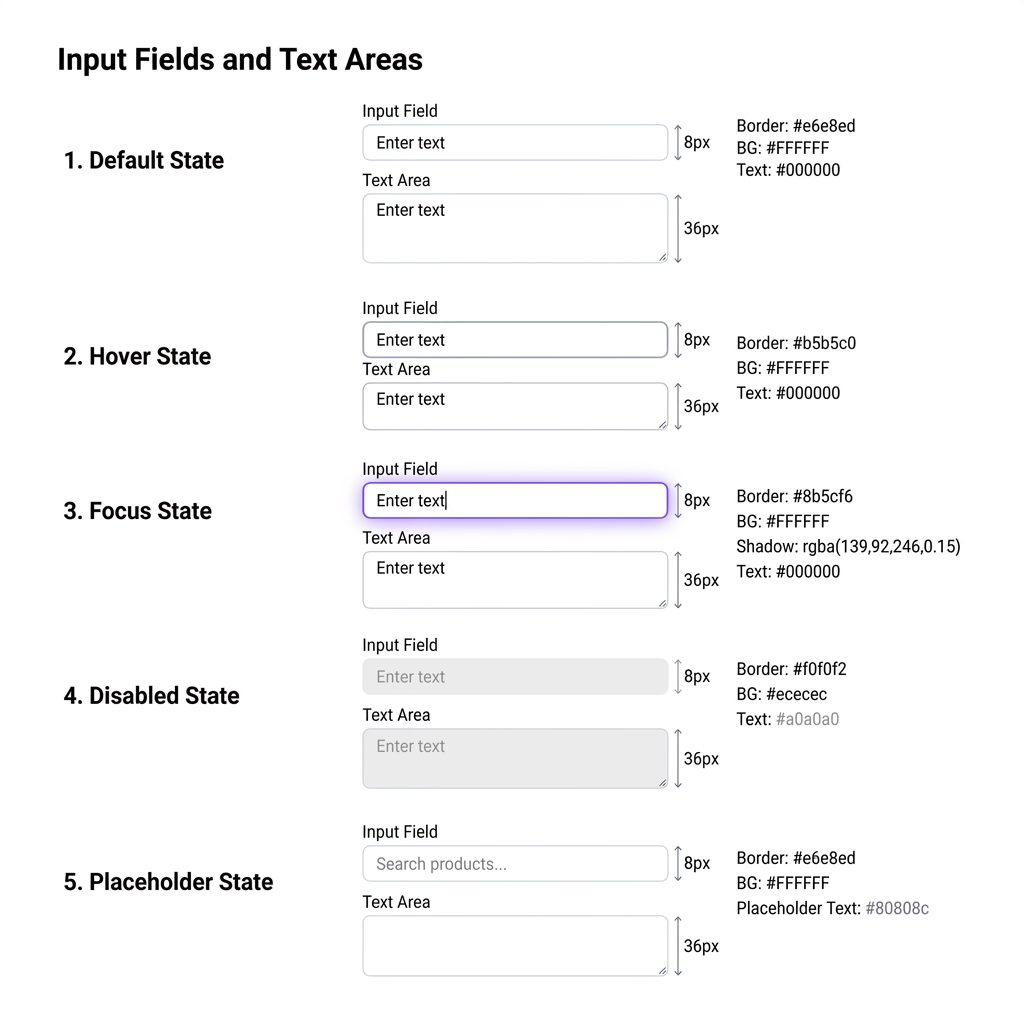 Input Fields and Text Areas
1. Default State
Input Field
Enter text
8px
Text Area
Enter text
36px
Border: #e6e8ed
BG: #FFFFFF
Text: #000000
2. Hover State
Input Field
Enter text
8px
Text Area
Enter text
36px
Border: #b5b5c0
BG: #FFFFFF
Text: #000000
3. Focus State
Input Field
Enter text
8px
Text Area
Enter text
36px
Border: #8b5cf6
BG: #FFFFFF
Shadow: rgba(139,92,246,0.15)
Text: #000000
4. Disabled State
Input Field
Enter text
8px
Text Area
Enter text
36px
Border: #f0f0f2
BG: #ececec
Text: #a0a0a0
5. Placeholder State
Input Field
Search products...
8px
Text Area
36px
Border: #e6e8ed
BG: #FFFFFF
Placeholder Text: #80808c